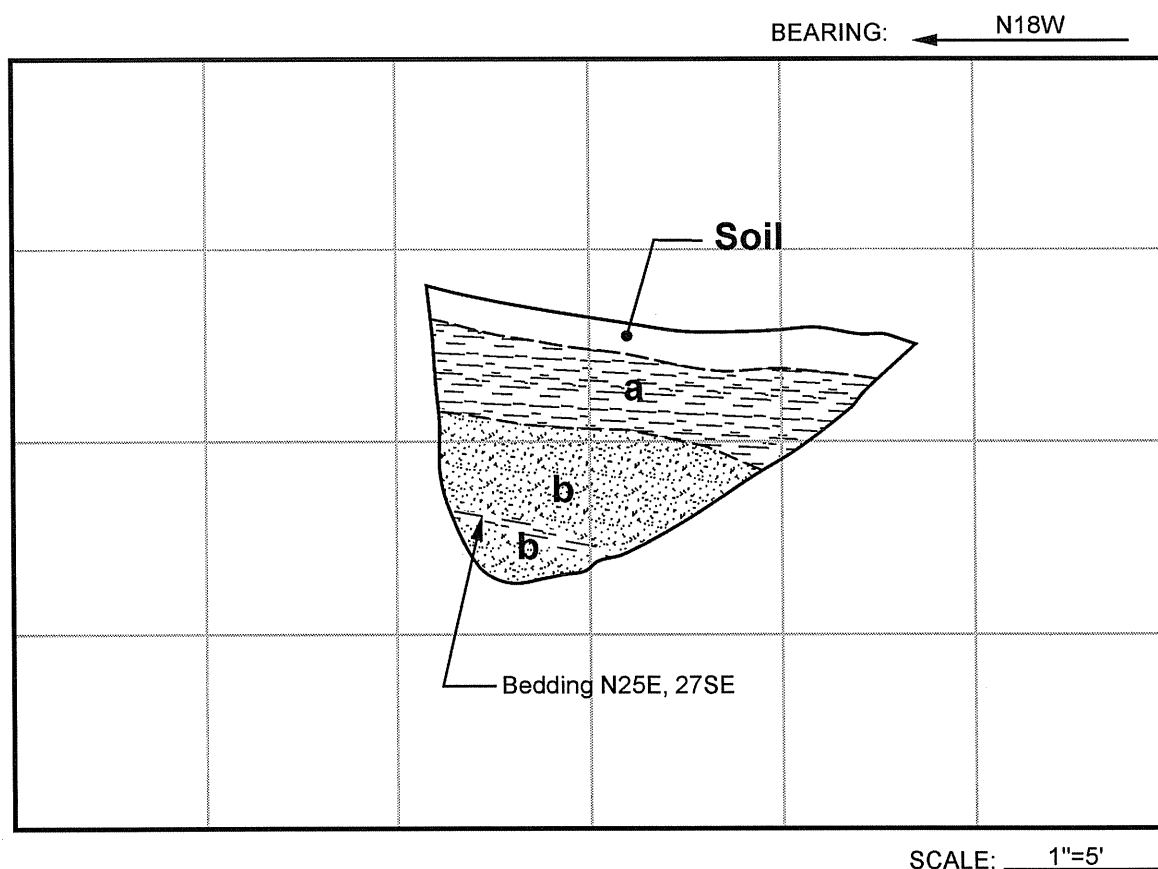 BEARING: N18W
Soil
a
b
b
Bedding N25E, 27SE
SCALE: 1"=5'